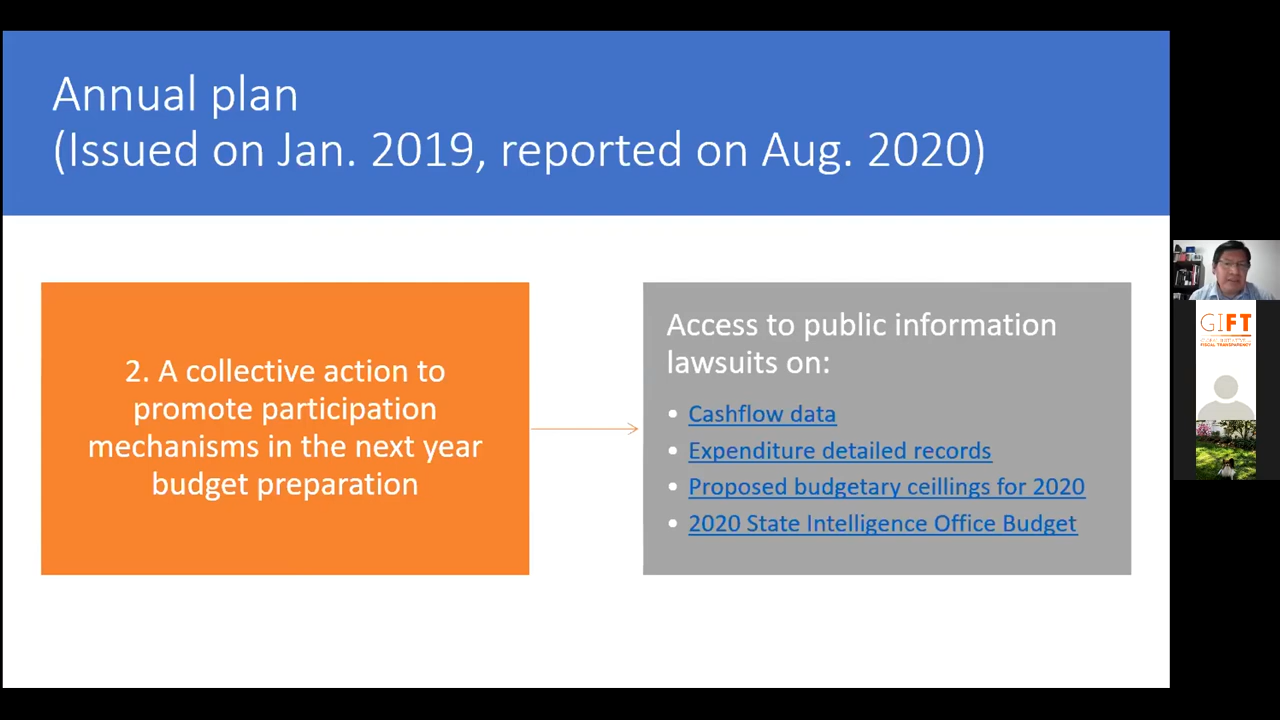 Annual plan
(Issued on Jan. 2019, reported on Aug. 2020)
2. A collective action to
promote participation
mechanisms in the next year
budget preparation
Access to public information
lawsuits on:
• Cashflow data
• Expenditure detailed records
• Proposed budgetary ceillings for 2020
• 2020 State Intelligence Office Budget
GIFT
FISCAL TRANSPARENCY